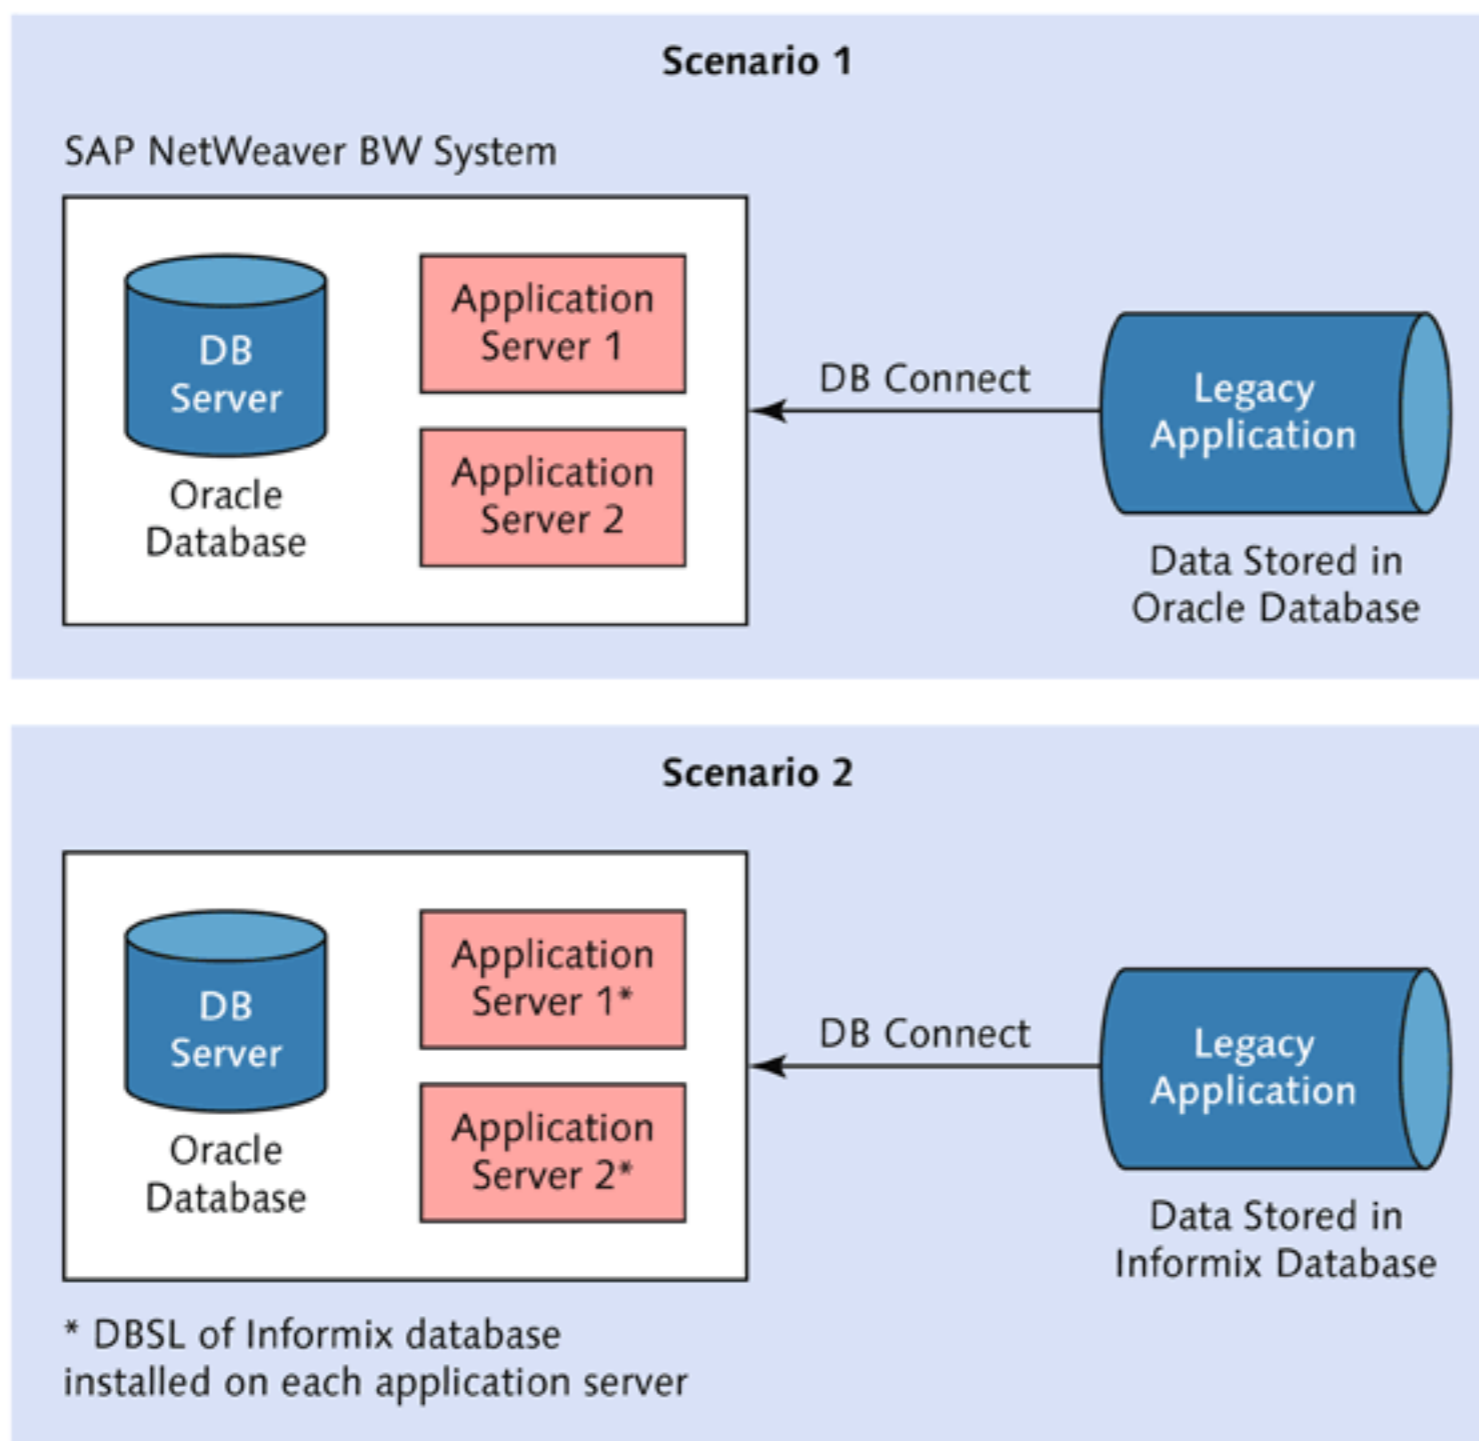 Scenario 1
SAP NetWeaver BW System
DB
Server
Oracle
Database
Application
Server 1
Application
Server 2
DB Connect
Legacy
Application
Data Stored in
Oracle Database
Scenario 2
DB
Server
Oracle
Database
Application
Server 1*
Application
Server 2*
DB Connect
Legacy
Application
Data Stored in
Informix Database
* DBSL of Informix database
installed on each application server